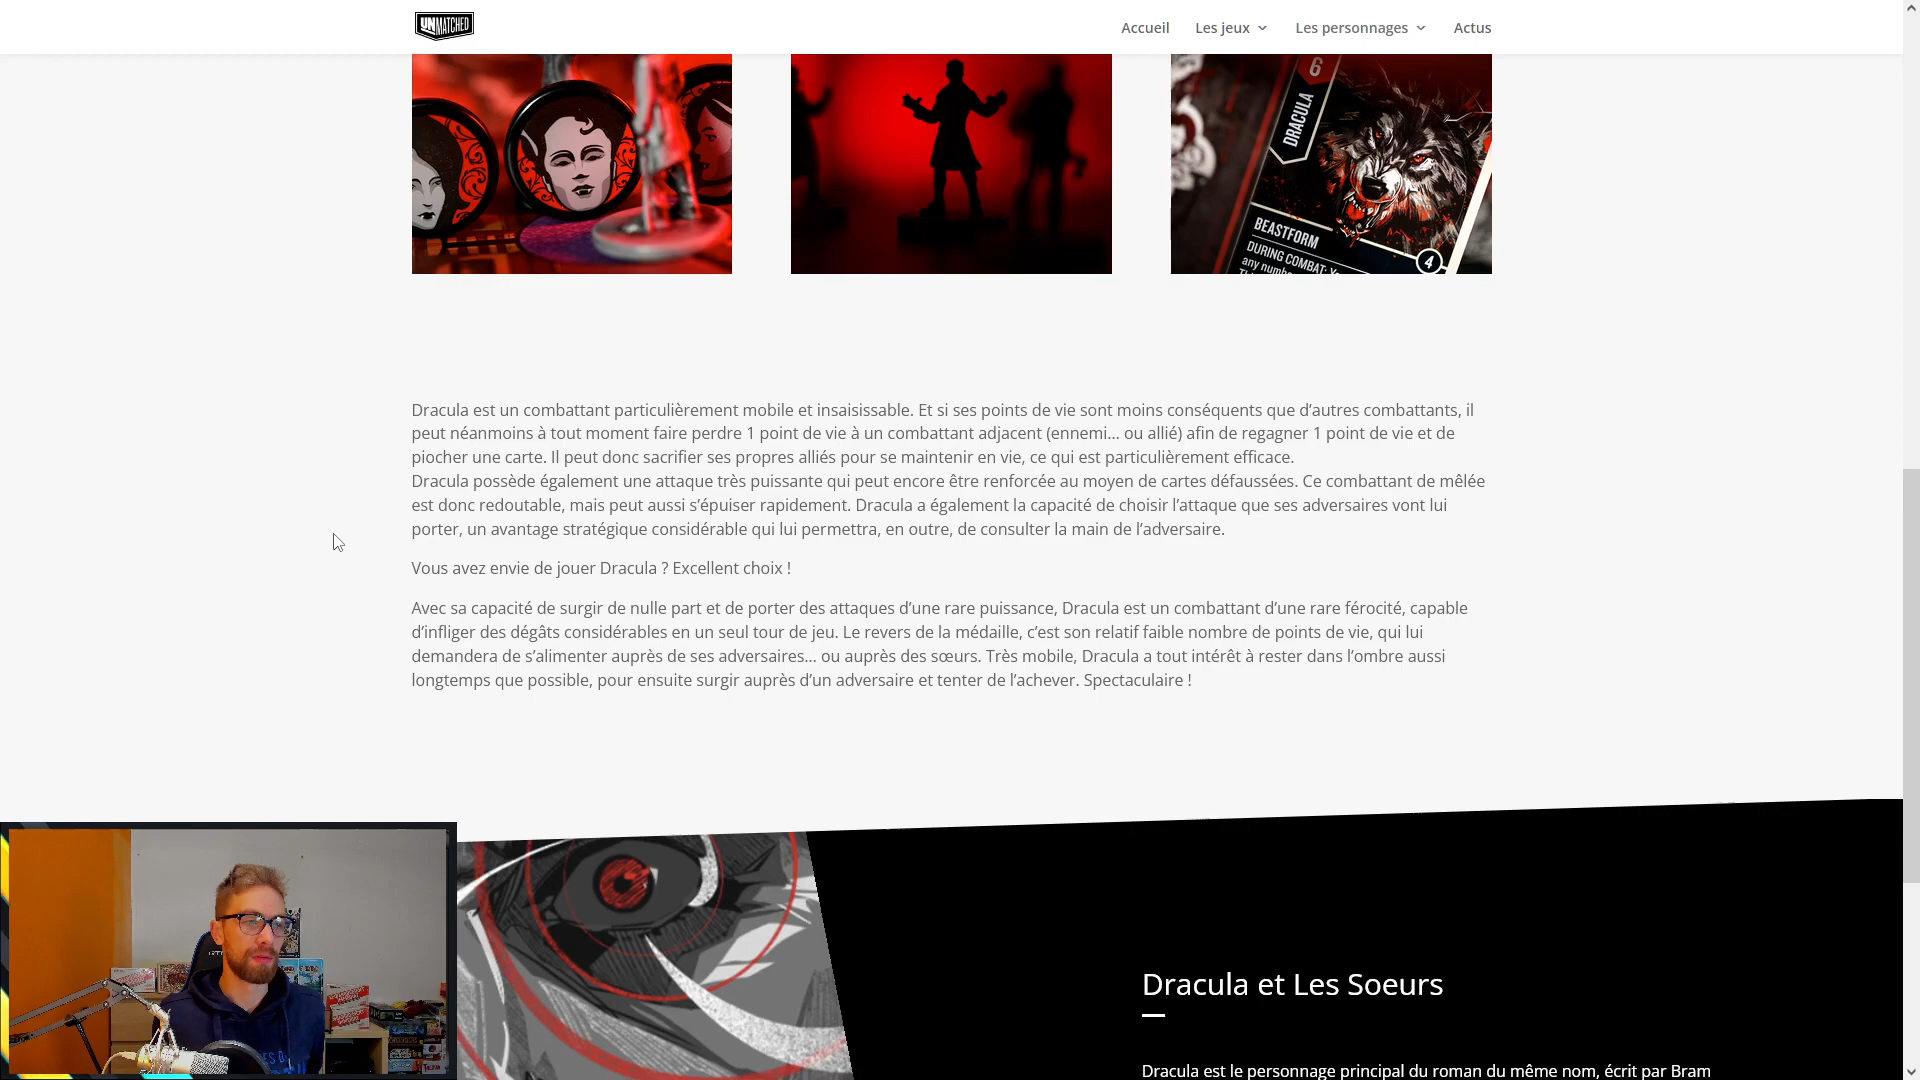 UNMATCHED
Accueil
Les jeux
Les personnages
Actus
6
DRACULA
BEASTFORM
DURING COMBAT:
any
4
Dracula est un combattant particulièrement mobile et insaisissable. Et si ses points de vie sont moins conséquents que d’autres combattants, il
peut néanmoins à tout moment faire perdre 1 point de vie à un combattant adjacent (ennemi… ou allié) afin de regagner 1 point de vie et de
piocher une carte. Il peut donc sacrifier ses propres alliés pour se maintenir en vie, ce qui est particulièrement efficace.
Dracula possède également une attaque très puissante qui peut encore être renforcée au moyen de cartes défaussées. Ce combattant de mêlée
est donc redoutable, mais peut aussi s’épuiser rapidement. Dracula a également la capacité de choisir l’attaque que ses adversaires vont lui
porter, un avantage stratégique considérable qui lui permettra, en outre, de consulter la main de l’adversaire.
Vous avez envie de jouer Dracula ? Excellent choix !
Avec sa capacité de surgir de nulle part et de porter des attaques d’une rare puissance, Dracula est un combattant d’une rare férocité, capable
d’infliger des dégâts considérables en un seul tour de jeu. Le revers de la médaille, c’est son relatif faible nombre de points de vie, qui lui
demandera de s’alimenter auprès de ses adversaires… ou auprès des sœurs. Très mobile, Dracula a tout intérêt à rester dans l’ombre aussi
longtemps que possible, pour ensuite surgir auprès d’un adversaire et tenter de l’achever. Spectaculaire !
Dracula et Les Soeurs
Dracula est le personnage principal du roman du même nom, écrit par Bram